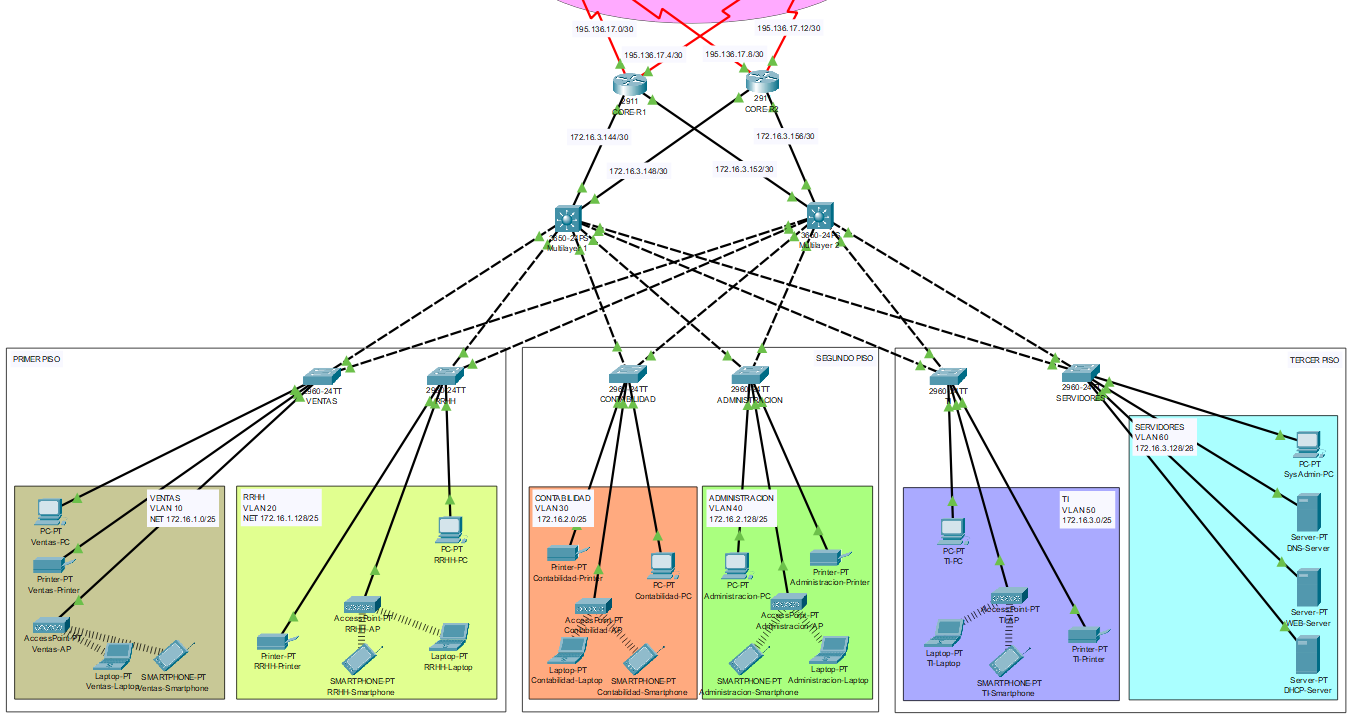 195.136.17.0/30
195.136.17.12/30
195.136.17.4/30
195.136.17.8/30
2911
CORE-R1
291
CORE-R2
172.16.3.144/30
172.16.3.156/30
172.16.3.148/30
172.16.3.152/30
3650-24PS
Multilayer 1
3650-24PS
Multilayer 2
PRIMER PISO
SEGUNDO PISO
TERCER PISO
2960-24TT
VENTAS
2960-24TT
RRHH
2960-24TT
CONTABILIDAD
2960-24TT
ADMINISTRACION
2960-24TT
2960-24TT
SERVIDORES
SERVIDORES
VLAN 60
172.16.3.128/28
PC-PT
SysAdmin-PC
Server-PT
DNS-Server
Server-PT
WEB-Server
Server-PT
DHCP-Server
VENTAS
VLAN 10
NET 172.16.1.0/25
PC-PT
Ventas-PC
Printer-PT
Ventas-Printer
AccessPoint-PT
Ventas-AP
Laptop-PT
Ventas-Laptop
SMARTPHONE-PT
Ventas-Smartphone
RRHH
VLAN 20
NET 172.16.1.128/25
PC-PT
RRHH-PC
AccessPoint-PT
RRHH-AP
Printer-PT
RRHH-Printer
SMARTPHONE-PT
RRHH-Smartphone
Laptop-PT
RRHH-Laptop
CONTABILIDAD
VLAN 30
172.16.2.0/25
Printer-PT
Contabilidad-Printer
PC-PT
Contabilidad-PC
AccessPoint-PT
Contabilidad-AP
Laptop-PT
Contabilidad-Laptop
SMARTPHONE-PT
Contabilidad-Smartphone
ADMINISTRACION
VLAN 40
172.16.2.128/25
PC-PT
Administracion-PC
Printer-PT
Administracion-Printer
AccessPoint-PT
Administracion-AP
SMARTPHONE-PT
Administracion-Smartphone
Laptop-PT
Administracion-Laptop
TI
VLAN 50
172.16.3.0/25
PC-PT
TI-PC
AccessPoint-PT
TI-AP
Laptop-PT
TI-Laptop
SMARTPHONE-PT
TI-Smartphone
Printer-PT
TI-Printer